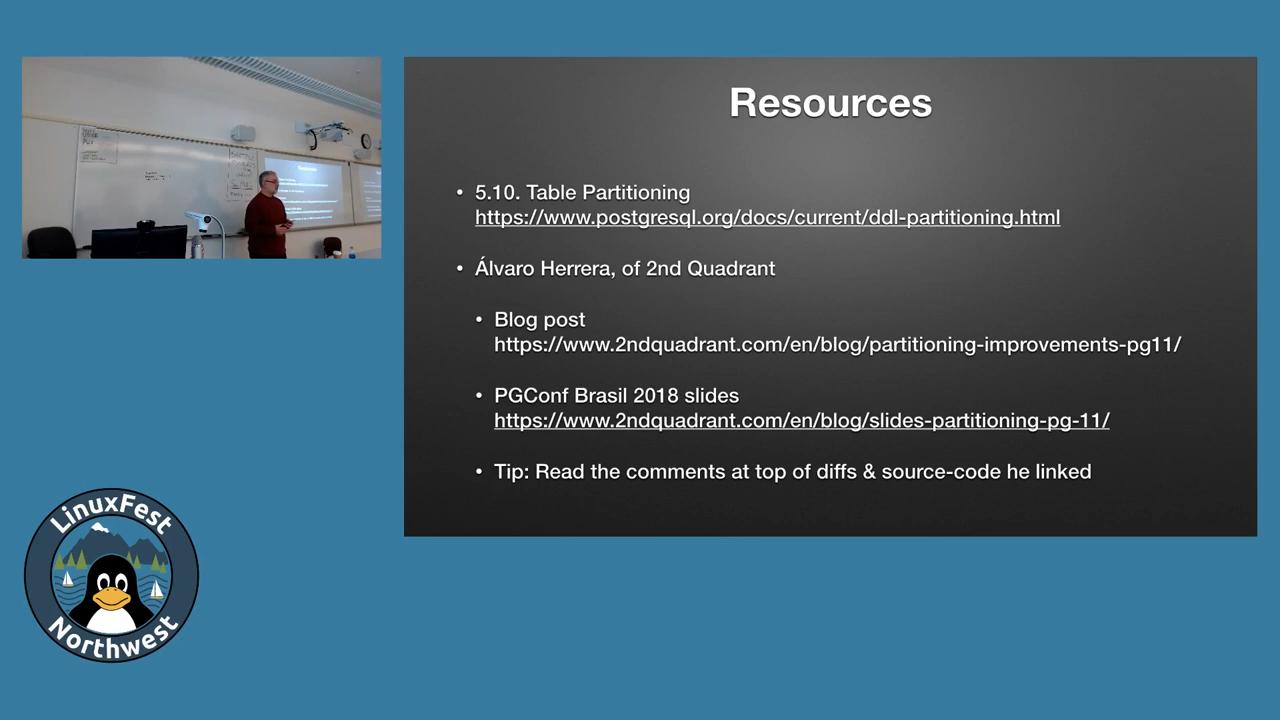 Resources
• 5.10. Table Partitioning
https://www.postgresql.org/docs/current/ddl-partitioning.html
• Álvaro Herrera, of 2nd Quadrant
• Blog post
https://www.2ndquadrant.com/en/blog/partitioning-improvements-pg11/
• PGConf Brasil 2018 slides
https://www.2ndquadrant.com/en/blog/slides-partitioning-pg-11/
• Tip: Read the comments at top of diffs & source-code he linked
LinuxFest
Northwest